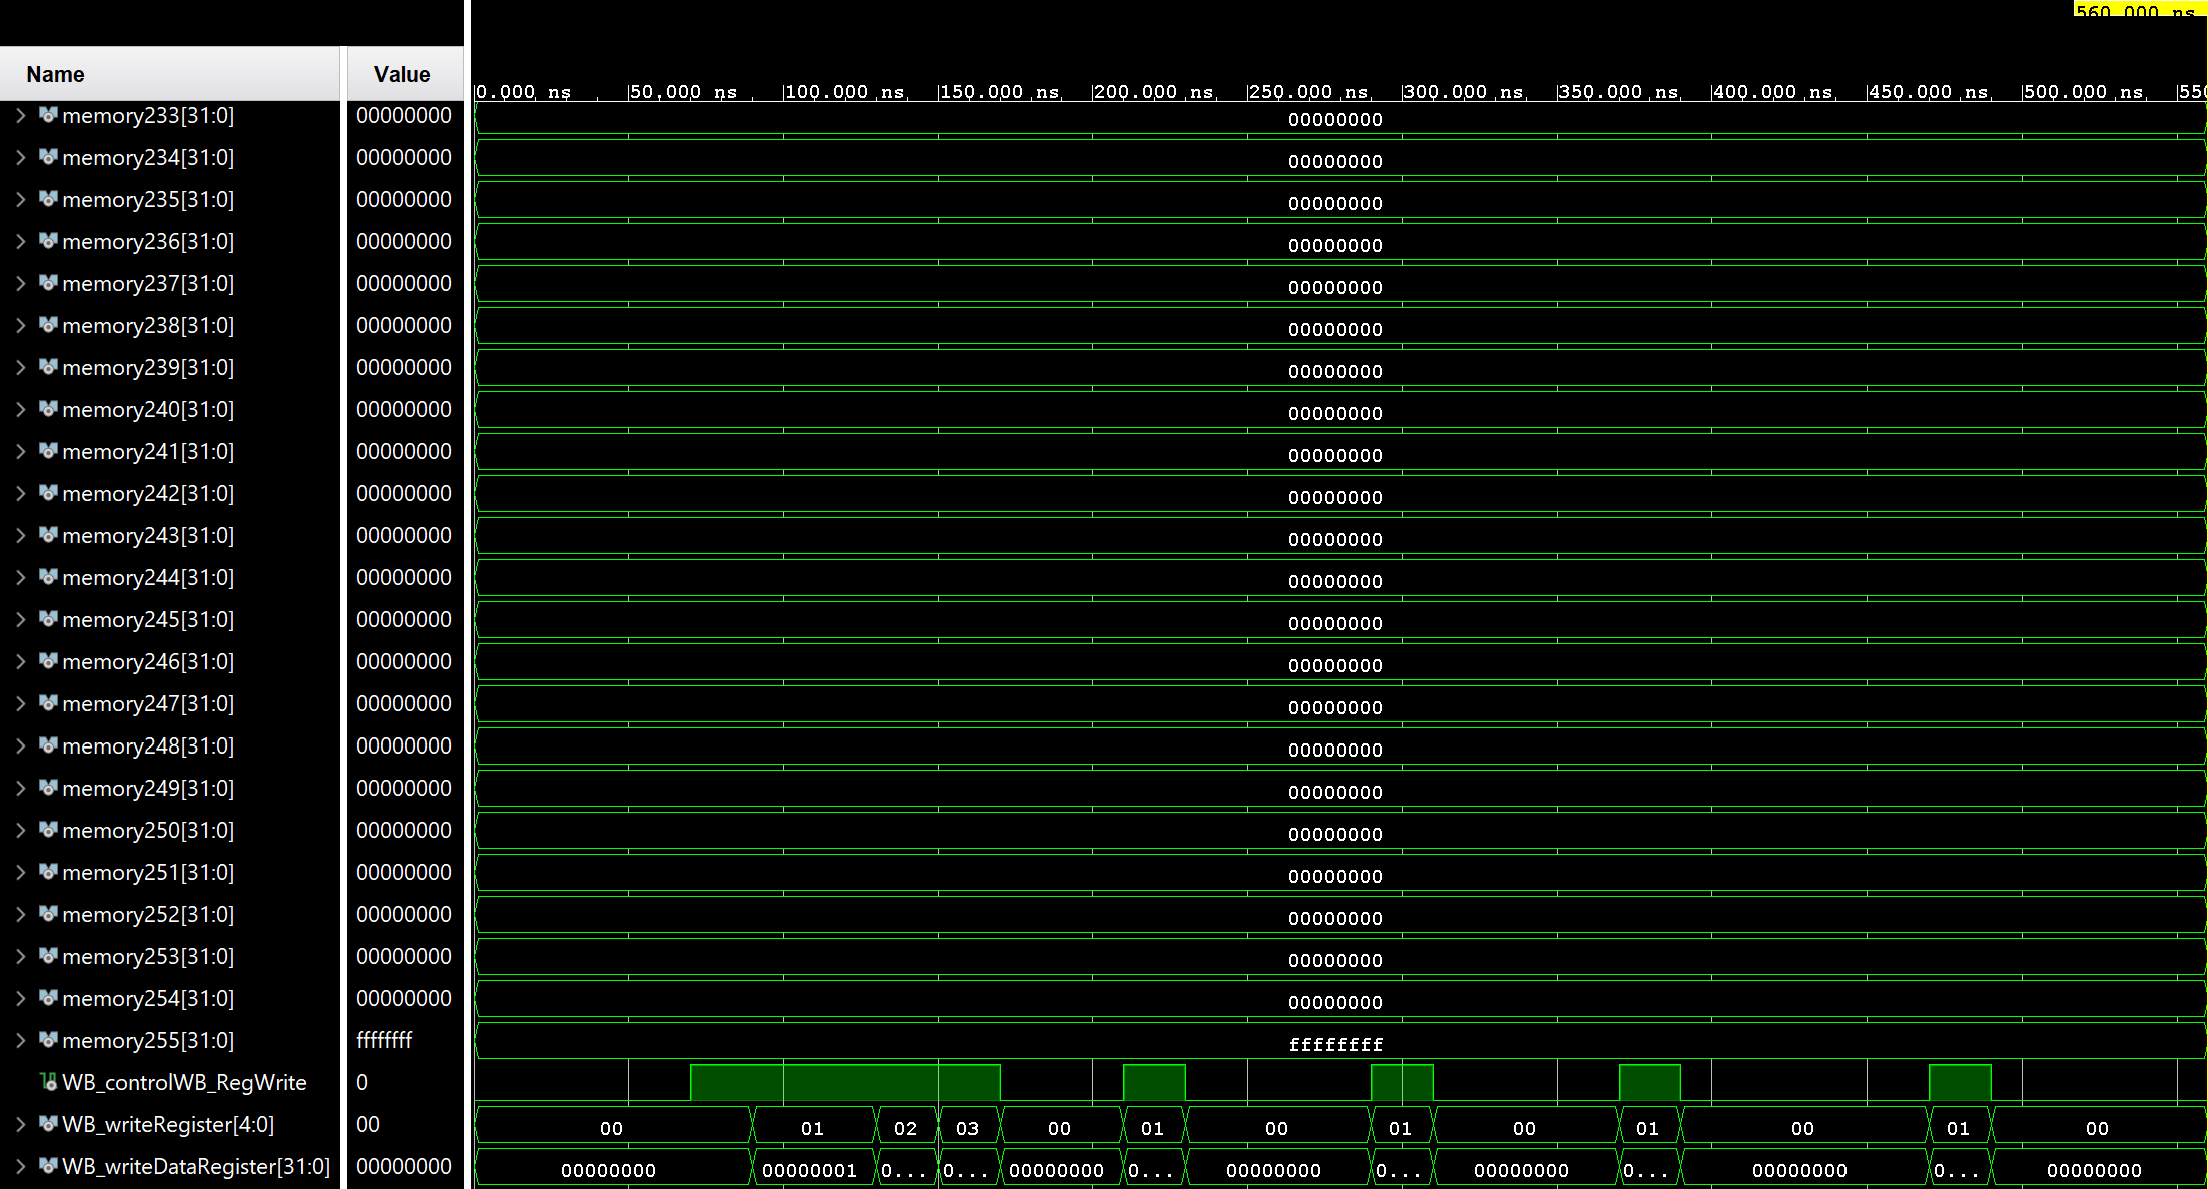 560.000 ns
Name Value
0.000 ns 50.000 ns 100.000 ns 150.000 ns 200.000 ns 250.000 ns 300.000 ns 350.000 ns 400.000 ns 450.000 ns 500.000 ns 550
memory233[31:0] 00000000 00000000
memory234[31:0] 00000000 00000000
memory235[31:0] 00000000 00000000
memory236[31:0] 00000000 00000000
memory237[31:0] 00000000 00000000
memory238[31:0] 00000000 00000000
memory239[31:0] 00000000 00000000
memory240[31:0] 00000000 00000000
memory241[31:0] 00000000 00000000
memory242[31:0] 00000000 00000000
memory243[31:0] 00000000 00000000
memory244[31:0] 00000000 00000000
memory245[31:0] 00000000 00000000
memory246[31:0] 00000000 00000000
memory247[31:0] 00000000 00000000
memory248[31:0] 00000000 00000000
memory249[31:0] 00000000 00000000
memory250[31:0] 00000000 00000000
memory251[31:0] 00000000 00000000
memory252[31:0] 00000000 00000000
memory253[31:0] 00000000 00000000
memory254[31:0] 00000000 00000000
memory255[31:0] ffffffff ffffffff
WB_controlWB_RegWrite 0
WB_writeRegister[4:0] 00 00 01 02 03 00 01 00 01 00 01 00 01 00
WB_writeDataRegister[31:0] 00000000 00000000 00000001 0... 0... 00000000 0... 00000000 0... 00000000 0... 00000000 0... 00000000